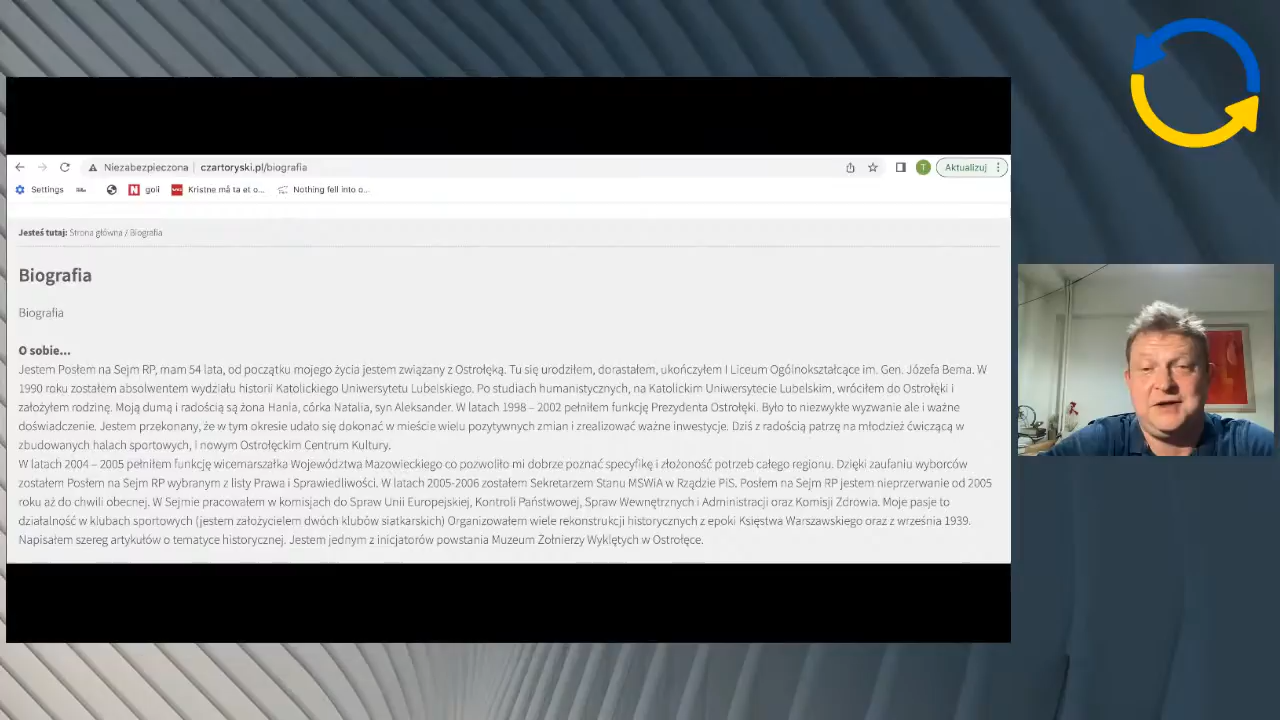 Niezabezpieczona | czartoryski.pl/biografia
Aktualizuj
T
Settings
N goli
Kristne må ta et o...
Nothing fell into o...
Jesteś tutaj: Strona główna / Biografia
Biografia
Biografia
O sobie...
Jestem Posłem na Sejm RP, mam 54 lata, od początku mojego życia jestem związany z Ostrołęką. Tu się urodziłem, dorastałem, ukończyłem I Liceum Ogólnokształcące im. Gen. Józefa Bema. W
1990 roku zostałem absolwentem wydziału historii Katolickiego Uniwersytetu Lubelskiego. Po studiach humanistycznych, na Katolickim Uniwersytecie Lubelskim, wróciłem do Ostrołęki i
założyłem rodzinę. Moją dumą i radością są żona Hania, córka Natalia, syn Aleksander. W latach 1998 – 2002 pełniłem funkcję Prezydenta Ostrołęki. Było to niezwykłe wyzwanie ale i ważne
doświadczenie. Jestem przekonany, że w tym okresie udało się dokonać w mieście wielu pozytywnych zmian i zrealizować ważne inwestycje. Dziś z radością patrzę na młodzież ćwiczącą w
zbudowanych halach sportowych, I nowym Ostrołęckim Centrum Kultury.
W latach 2004 – 2005 pełniłem funkcję wicemarszałka Województwa Mazowieckiego co pozwoliło mi dobrze poznać specyfikę i złożoność potrzeb całego regionu. Dzięki zaufaniu wyborców
zostałem Posłem na Sejm RP wybranym z listy Prawa i Sprawiedliwości. W latach 2005-2006 zostałem Sekretarzem Stanu MSWiA w Rządzie PiS. Posłem na Sejm RP jestem nieprzerwanie od 2005
roku aż do chwili obecnej. W Sejmie pracowałem w komisjach do Spraw Unii Europejskiej, Kontroli Państwowej, Spraw Wewnętrznych i Administracji oraz Komisji Zdrowia. Moje pasje to
działalność w klubach sportowych (jestem założycielem dwóch klubów siatkarskich) Organizowałem wiele rekonstrukcji historycznych z epoki Księstwa Warszawskiego oraz z września 1939.
Napisałem szereg artykułów o tematyce historycznej. Jestem jednym z inicjatorów powstania Muzeum Żołnierzy Wyklętych w Ostrołęce.